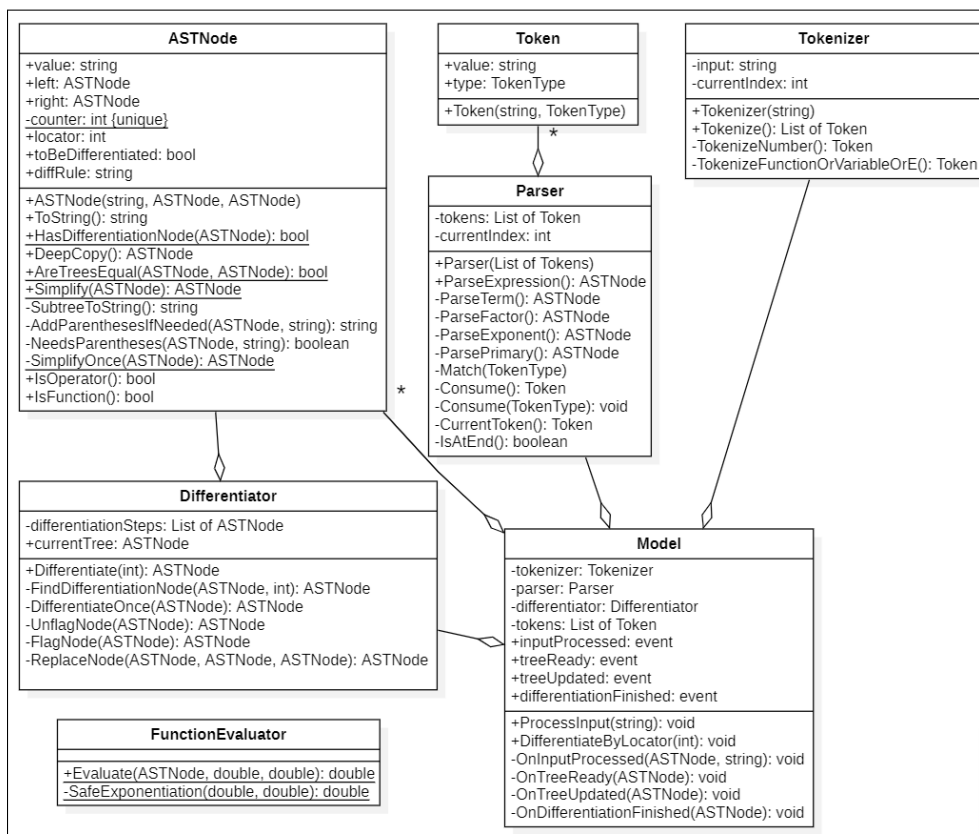 ASTNode
+value: string
+left: ASTNode
+right: ASTNode
-counter: int {unique}
+locator: int
+toBeDifferentiated: bool
+diffRule: string
+ASTNode(string, ASTNode, ASTNode)
+ToString(): string
+HasDifferentiationNode(ASTNode): bool
+DeepCopy(): ASTNode
+AreTreesEqual(ASTNode, ASTNode): bool
+Simplify(ASTNode): ASTNode
-SubtreeToString(): string
-AddParenthesesIfNeeded(ASTNode, string): string
-NeedsParentheses(ASTNode, string): boolean
-SimplifyOnce(ASTNode): ASTNode
+IsOperator(): bool
+IsFunction(): bool
*
Token
+value: string
+type: TokenType
+Token(string, TokenType)
*
Tokenizer
-input: string
-currentIndex: int
+Tokenizer(string)
+Tokenize(): List of Token
-TokenizeNumber(): Token
-TokenizeFunctionOrVariableOrE(): Token
Parser
-tokens: List of Token
-currentIndex: int
+Parser(List of Tokens)
+ParseExpression(): ASTNode
-ParseTerm(): ASTNode
-ParseFactor(): ASTNode
-ParseExponent(): ASTNode
-ParsePrimary(): ASTNode
-Match(TokenType)
-Consume(): Token
-Consume(TokenType): void
-CurrentToken(): Token
-IsAtEnd(): boolean
Differentiator
-differentiationSteps: List of ASTNode
+currentTree: ASTNode
+Differentiate(int): ASTNode
-FindDifferentiationNode(ASTNode, int): ASTNode
-DifferentiateOnce(ASTNode): ASTNode
-UnflagNode(ASTNode): ASTNode
-FlagNode(ASTNode): ASTNode
-ReplaceNode(ASTNode, ASTNode, ASTNode): ASTNode
Model
-tokenizer: Tokenizer
-parser: Parser
-differentiator: Differentiator
-tokens: List of Token
+inputProcessed: event
+treeReady: event
+treeUpdated: event
+differentiationFinished: event
+ProcessInput(string): void
+DifferentiateByLocator(int): void
-OnInputProcessed(ASTNode, string): void
-OnTreeReady(ASTNode): void
-OnTreeUpdated(ASTNode): void
-OnDifferentiationFinished(ASTNode): void
FunctionEvaluator
+Evaluate(ASTNode, double, double): double
-SafeExponentiation(double, double): double